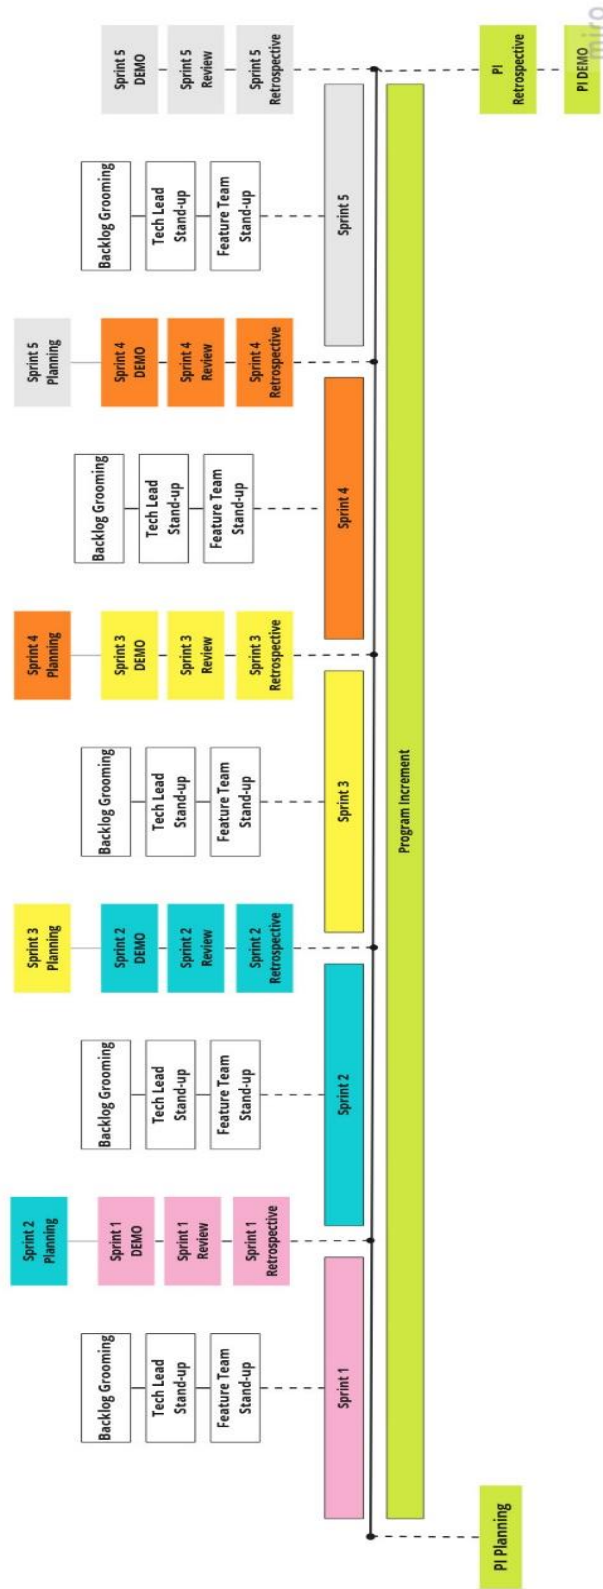 Backlog Grooming
Tech Lead
Stand-up
Feature Team
Stand-up
Sprint 1
Sprint 2
Planning
Sprint 1
DEMO
Sprint 1
Review
Sprint 1
Retrospective
Backlog Grooming
Tech Lead
Stand-up
Feature Team
Stand-up
Sprint 2
Sprint 3
Planning
Sprint 2
DEMO
Sprint 2
Review
Sprint 2
Retrospective
Backlog Grooming
Tech Lead
Stand-up
Feature Team
Stand-up
Sprint 3
Sprint 4
Planning
Sprint 3
DEMO
Sprint 3
Review
Sprint 3
Retrospective
Backlog Grooming
Tech Lead
Stand-up
Feature Team
Stand-up
Sprint 4
Sprint 5
Planning
Sprint 4
DEMO
Sprint 4
Review
Sprint 4
Retrospective
Backlog Grooming
Tech Lead
Stand-up
Feature Team
Stand-up
Sprint 5
Sprint 5
DEMO
Sprint 5
Review
Sprint 5
Retrospective
Program Increment
PI Planning
PI
Retrospective
PI DEMO
miro